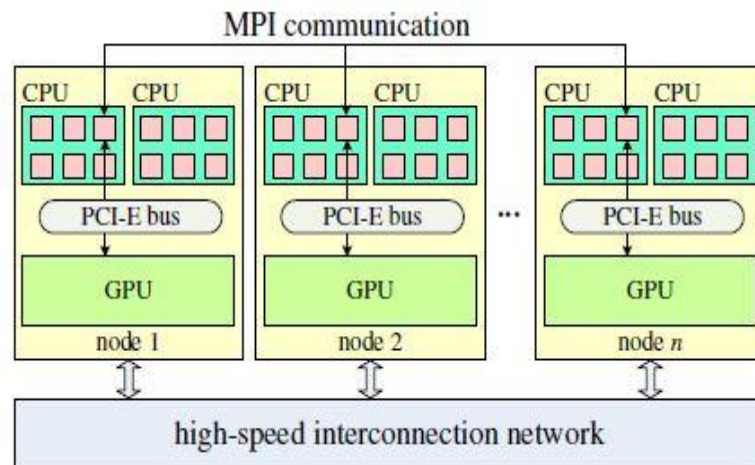 MPI communication
CPU CPU CPU CPU CPU CPU
PCI-E bus PCI-E bus ... PCI-E bus
GPU GPU GPU
node 1 node 2 node n
high-speed interconnection network